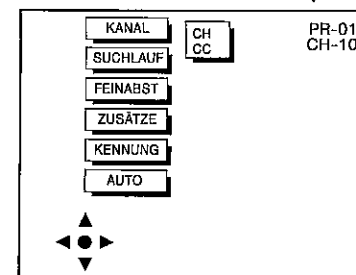 KANAL
CH
CC
PR-01
CH-10
SUCHLAUF
FEINABST
ZUSÄTZE
KENNUNG
AUTO